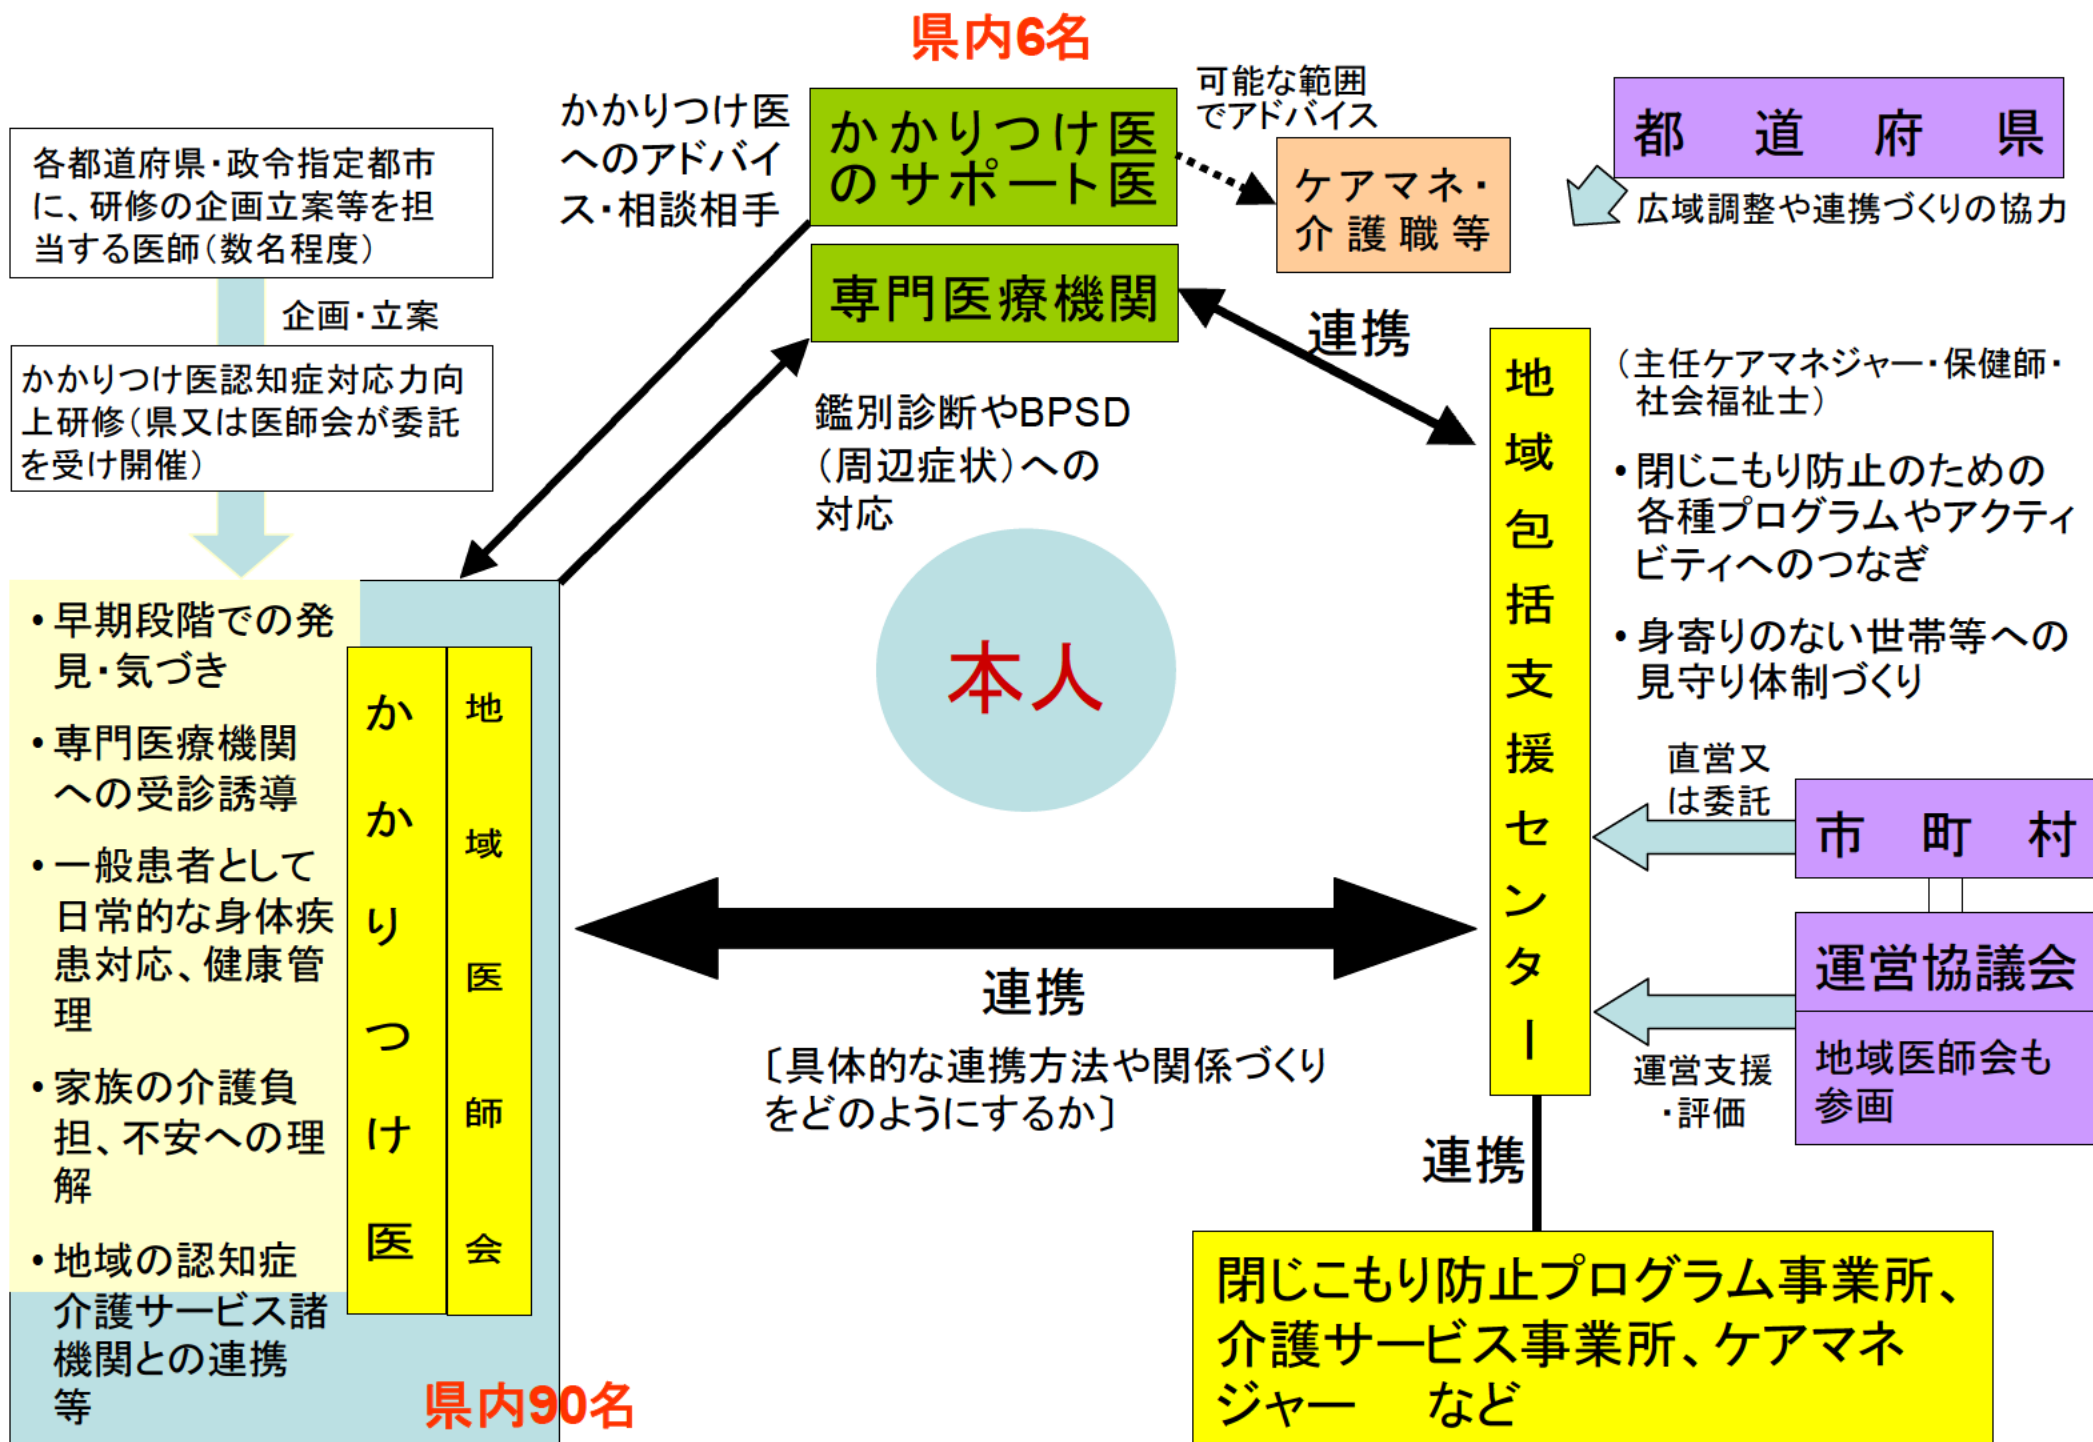 県内6名
かかりつけ医
へのアドバイ
ス・相談相手
かかりつけ医
のサポート医
可能な範囲
でアドバイス
ケアマネ・
介護職等
都道府県
広域調整や連携づくりの協力
各都道府県・政令指定都市
に、研修の企画立案等を担
当する医師（数名程度）
企画・立案
かかりつけ医認知症対応力向
上研修（県又は医師会が委託
を受け開催）
専門医療機関
連携
鑑別診断やBPSD
（周辺症状）への
対応
本人
地域包括支援センター
（主任ケアマネジャー・保健師・
社会福祉士）
・閉じこもり防止のための
各種プログラムやアクティ
ビティへのつなぎ
・身寄りのない世帯等への
見守り体制づくり
・早期段階での発
見・気づき
・専門医療機関
への受診誘導
・一般患者として
日常的な身体疾
患対応、健康管
理
・家族の介護負
担、不安への理
解
・地域の認知症
介護サービス諸
機関との連携
等
かかりつけ医
地域医師会
県内90名
連携
〔具体的な連携方法や関係づくり
をどのようにするか〕
直営又
は委託
市町村
運営協議会
地域医師会も
参画
運営支援
・評価
連携
閉じこもり防止プログラム事業所、
介護サービス事業所、ケアマネ
ジャー　など